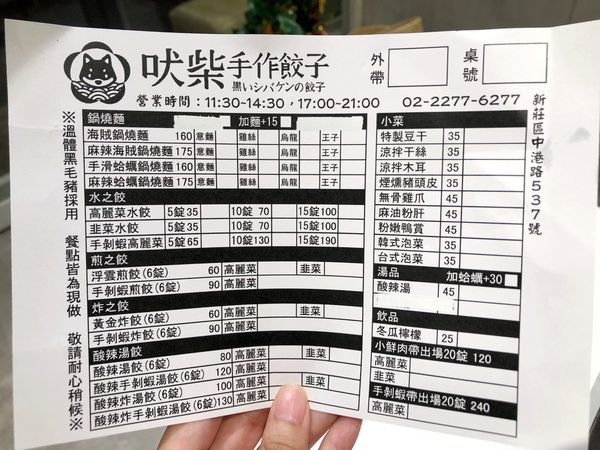 吠柴手作餃子
黒いシバケンの餃子
外帶
桌號
營業時間：11:30-14:30，17:00~21:00 02-2277-6277
新莊區中港路537號
※溫體黑毛豬採用 餐點皆為現做 敬請耐心稍候※
鍋燒麵 加麵+15
海賊鍋燒麵 160 意麵 雞絲 烏龍 王子
麻辣海賊鍋燒麵 175 意麵 雞絲 烏龍 王子
手滑蛤蠣鍋燒麵 160 意麵 雞絲 烏龍 王子
麻辣蛤蠣鍋燒麵 175 意麵 雞絲 烏龍 王子
水之餃
高麗菜水餃 5錠 35 10錠 70 15錠 100
韭菜水餃 5錠 35 10錠 70 15錠 100
手剝蝦高麗菜 5錠 65 10錠 130 15錠 190
煎之餃
浮雲煎餃(6錠) 60 高麗菜 韭菜
手剝蝦煎餃(6錠) 90 高麗菜
炸之餃
黃金炸餃(6錠) 60 高麗菜 韭菜
手剝蝦炸餃(6錠) 90 高麗菜
酸辣湯餃
酸辣湯餃(6錠) 80 高麗菜 韭菜
酸辣手剝蝦湯餃(6錠) 120 高麗菜
酸辣炸湯餃(6錠) 100 高麗菜 韭菜
酸辣炸手剝蝦湯餃(6錠) 130 高麗菜
小菜
特製豆干 35
涼拌干絲 35
涼拌木耳 35
煙燻豬頭皮 35
無骨雞爪 45
麻油粉肝 45
粉嫩鴨賞 45
韓式泡菜 35
台式泡菜 35
湯品 加蛤蠣+30
酸辣湯 45
飲品
冬瓜檸檬 25
小鮮肉帶出場20錠 120
高麗菜
韭菜
手剝蝦帶出場20錠 240
高麗菜